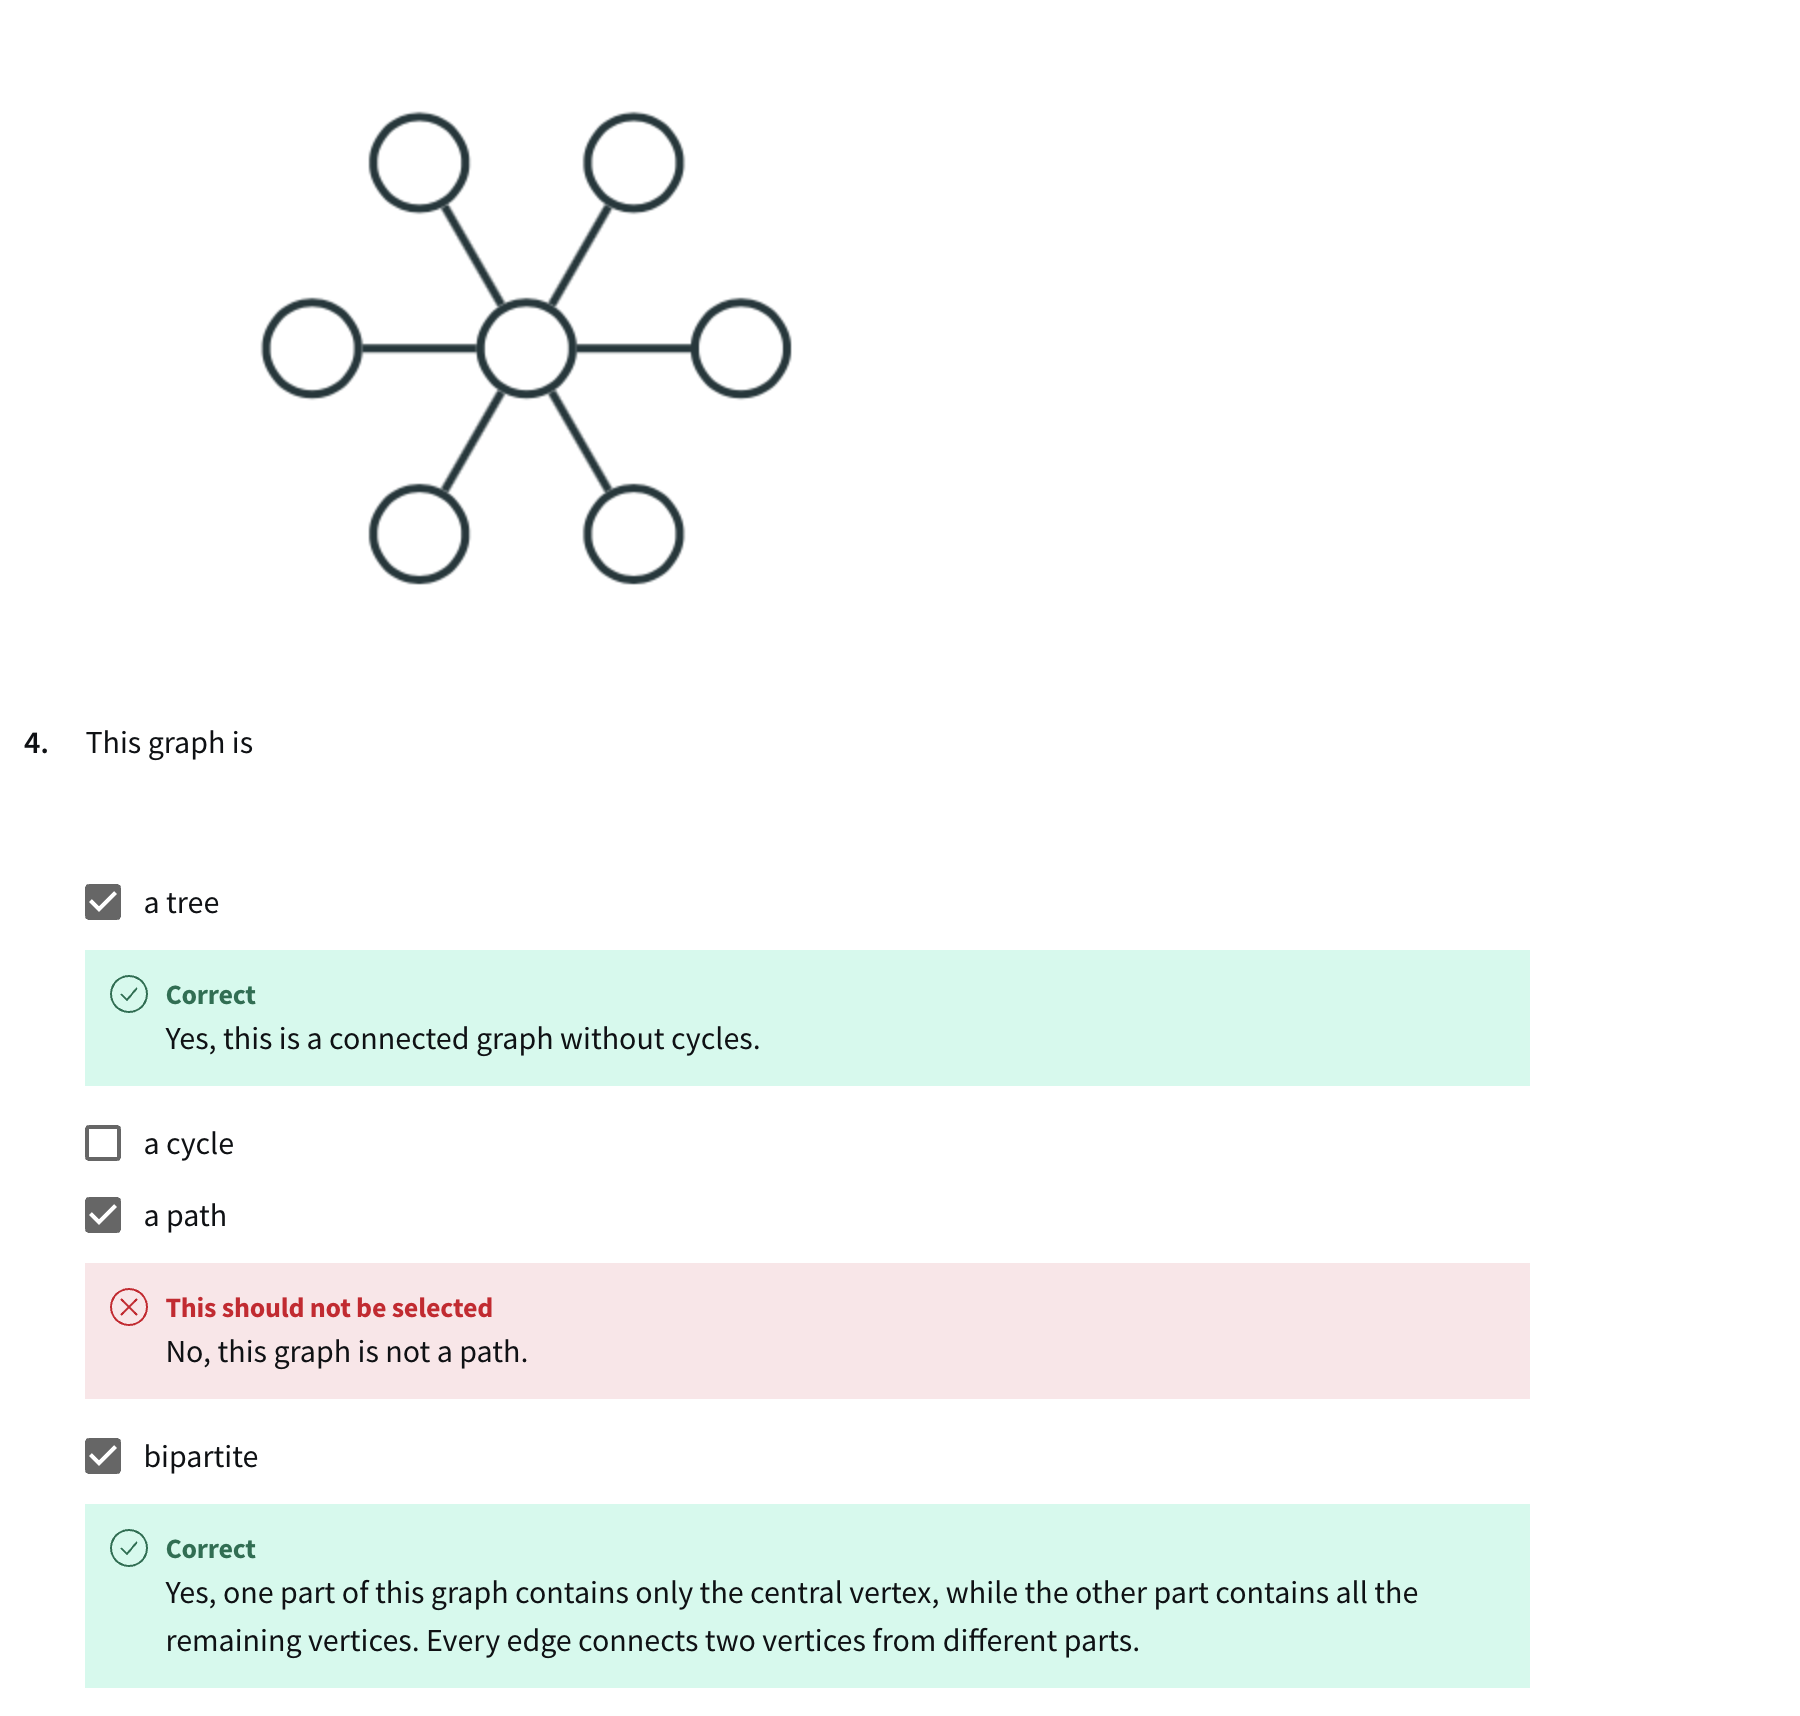 4. This graph is
a tree
Correct
Yes, this is a connected graph without cycles.
a cycle
a path
This should not be selected
No, this graph is not a path.
bipartite
Correct
Yes, one part of this graph contains only the central vertex, while the other part contains all the
remaining vertices. Every edge connects two vertices from different parts.